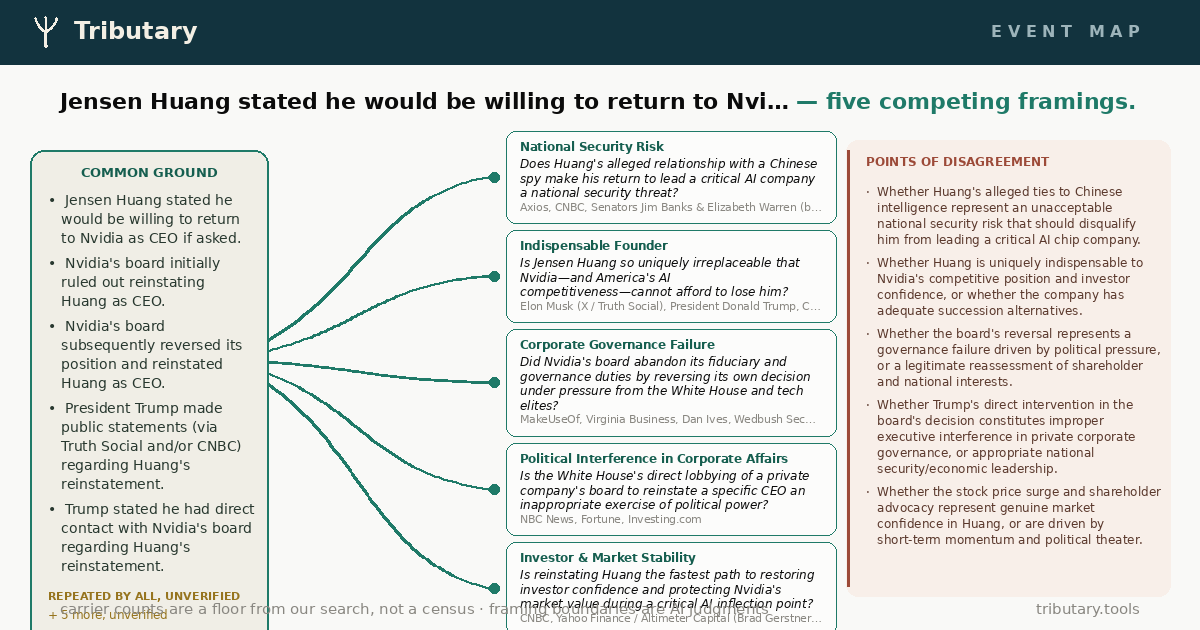 Tributary
EVENT MAP
Jensen Huang stated he would be willing to return to Nvi… — five competing framings.
COMMON GROUND
• Jensen Huang stated he
would be willing to return
to Nvidia as CEO if asked.
• Nvidia's board initially
ruled out reinstating
Huang as CEO.
• Nvidia's board
subsequently reversed its
position and reinstated
Huang as CEO.
• President Trump made
public statements (via
Truth Social and/or CNBC)
regarding Huang's
reinstatement.
• Trump stated he had direct
contact with Nvidia's board
regarding Huang's
reinstatement.
REPEATED BY ALL, UNVERIFIED
+ 5 more, unverified
National Security Risk
Does Huang's alleged relationship with a Chinese
spy make his return to lead a critical AI company
a national security threat?
Axios, CNBC, Senators Jim Banks & Elizabeth Warren (b…
Indispensable Founder
Is Jensen Huang so uniquely irreplaceable that
Nvidia—and America's AI
competitiveness—cannot afford to lose him?
Elon Musk (X / Truth Social), President Donald Trump, C…
Corporate Governance Failure
Did Nvidia's board abandon its fiduciary and
governance duties by reversing its own decision
under pressure from the White House and tech
elites?
MakeUseOf, Virginia Business, Dan Ives, Wedbush Sec…
Political Interference in Corporate Affairs
Is the White House's direct lobbying of a private
company's board to reinstate a specific CEO an
inappropriate exercise of political power?
NBC News, Fortune, Investing.com
Investor & Market Stability
Is reinstating Huang the fastest path to restoring
investor confidence and protecting Nvidia's
market value during a critical AI inflection point?
CNBC, Yahoo Finance / Altimeter Capital (Brad Gerstner…
POINTS OF DISAGREEMENT
· Whether Huang's alleged ties to Chinese
intelligence represent an unacceptable
national security risk that should disqualify
him from leading a critical AI chip company.
· Whether Huang is uniquely indispensable to
Nvidia's competitive position and investor
confidence, or whether the company has
adequate succession alternatives.
· Whether the board's reversal represents a
governance failure driven by political pressure,
or a legitimate reassessment of shareholder
and national interests.
· Whether Trump's direct intervention in the
board's decision constitutes improper
executive interference in private corporate
governance, or appropriate national
security/economic leadership.
· Whether the stock price surge and shareholder
advocacy represent genuine market
confidence in Huang, or are driven by
short-term momentum and political theater.
carrier counts are a floor from our search, not a census · framing boundaries are AI judgments
tributary.tools